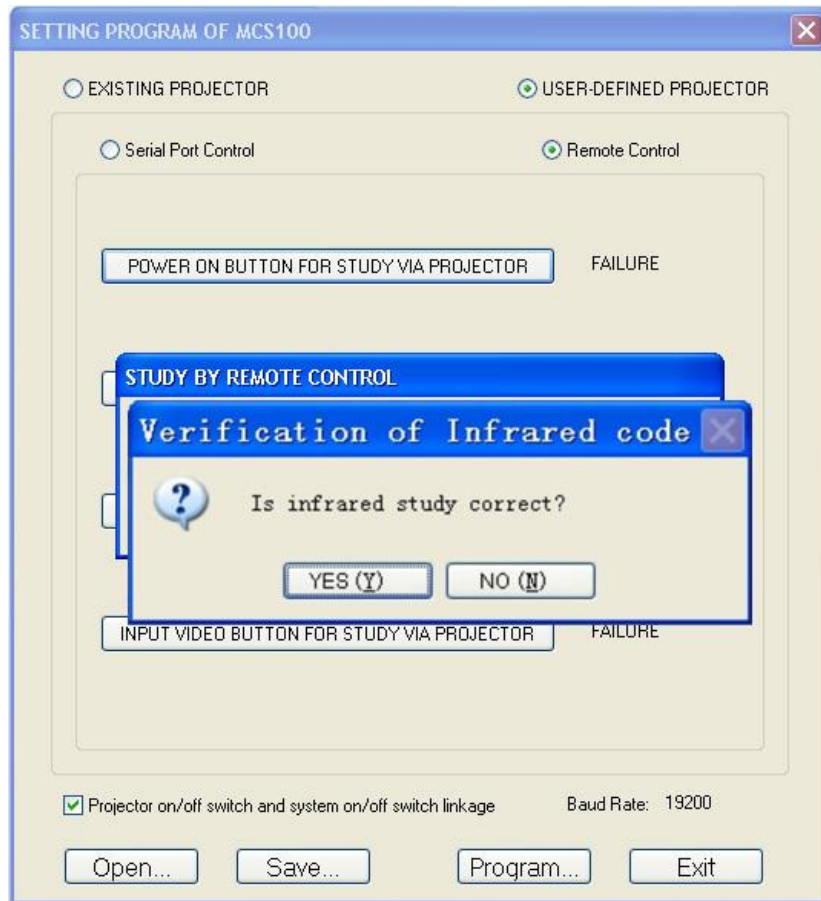 SETTING PROGRAM OF MCS100
EXISTING PROJECTOR USER-DEFINED PROJECTOR
Serial Port Control Remote Control
POWER ON BUTTON FOR STUDY VIA PROJECTOR FAILURE
STUDY BY REMOTE CONTROL
Verification of Infrared code
Is infrared study correct?
YES (Y) NO (N)
INPUT VIDEO BUTTON FOR STUDY VIA PROJECTOR FAILURE
Projector on/off switch and system on/off switch linkage Baud Rate: 19200
Open... Save... Program... Exit